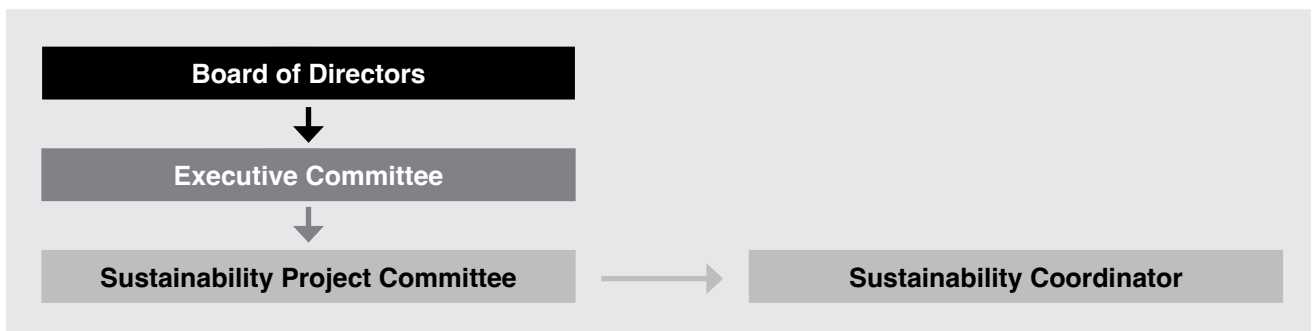 Board of Directors
Executive Committee
Sustainability Project Committee
Sustainability Coordinator